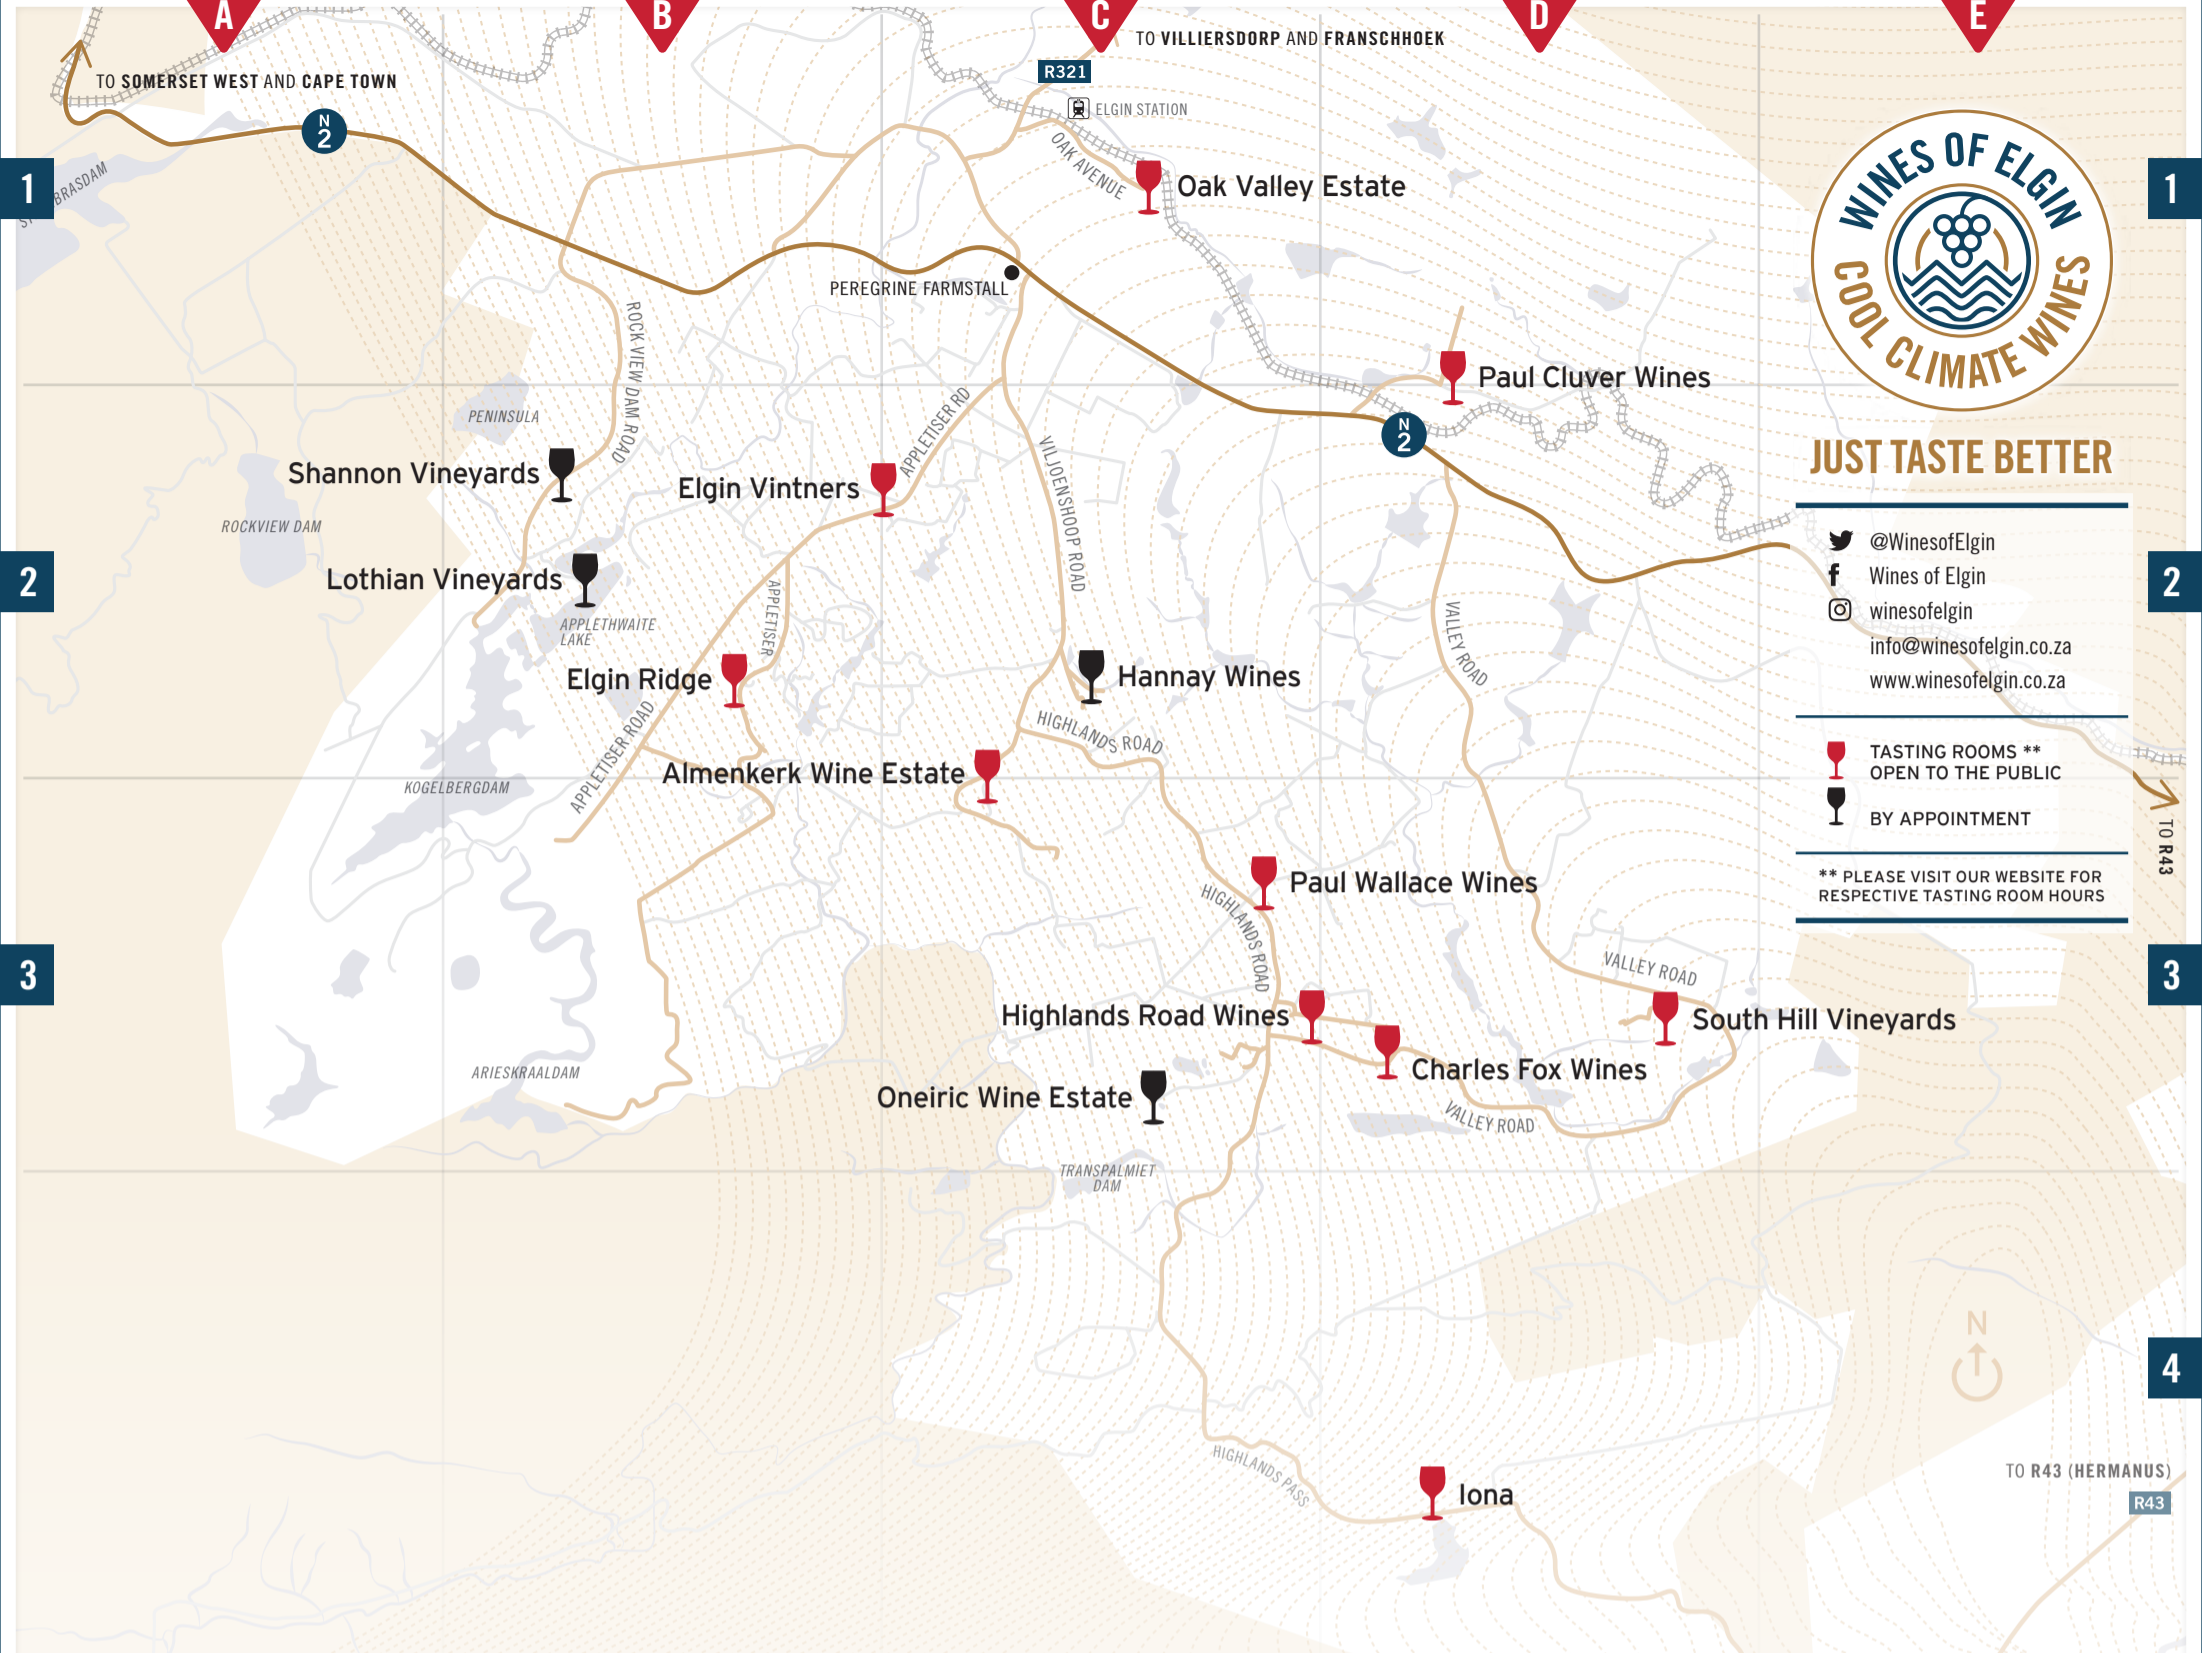 A
B
C
D
E
TO VILLIERSDORP AND FRANSCHHOEK
R321
TO SOMERSET WEST AND CAPE TOWN
ELGIN STATION
N
2
OAK AVENUE
1
1
BRASDAM
Oak Valley Estate
WINES OF ELGIN
COOL CLIMATE WINES
PEREGRINE FARMSTALL
ROCK VIEW DAM ROAD
Paul Cluver Wines
PENINSULA
APPLETISER RD
N
2
JUST TASTE BETTER
Shannon Vineyards
Elgin Vintners
VILJOENSHOOP ROAD
ROCKVIEW DAM
@WinesofElgin
Wines of Elgin
winesofelgin
info@winesofelgin.co.za
www.winesofelgin.co.za
2
2
Lothian Vineyards
APPLETHWAITE
LAKE
APPLETISER
VALLEY ROAD
Elgin Ridge
Hannay Wines
HIGHLANDS ROAD
APPLETISER ROAD
Almenkerk Wine Estate
KOGELBERGDAM
TASTING ROOMS **
OPEN TO THE PUBLIC
BY APPOINTMENT
TO R43
** PLEASE VISIT OUR WEBSITE FOR
RESPECTIVE TASTING ROOM HOURS
Paul Wallace Wines
HIGHLANDS ROAD
3
3
VALLEY ROAD
Highlands Road Wines
South Hill Vineyards
Charles Fox Wines
ARIESKRAALDAM
Oneiric Wine Estate
VALLEY ROAD
TRANSPALMIET
DAM
N
4
HIGHLANDS PASS
Iona
TO R43 (HERMANUS)
R43